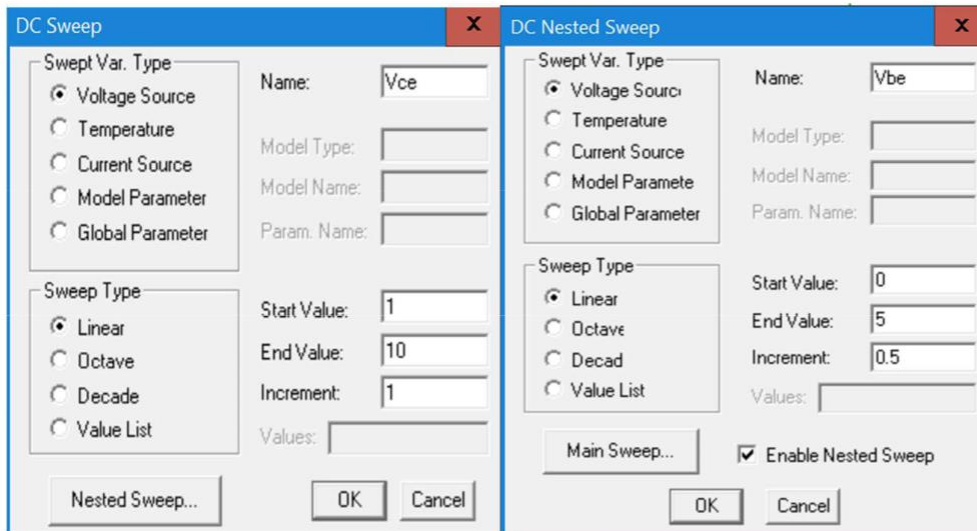 DC Sweep
X
Swept Var. Type
Voltage Source
Temperature
Current Source
Model Parameter
Global Parameter
Name:
Vce
Model Type:
Model Name:
Param. Name:
Sweep Type
Linear
Octave
Decade
Value List
Start Value:
1
End Value:
10
Increment:
1
Values:
Nested Sweep...
OK
Cancel
DC Nested Sweep
X
Swept Var. Type
Voltage Sourc
Temperature
Current Source
Model Paramete
Global Parameter
Name:
Vbe
Model Type:
Model Name:
Param. Name:
Sweep Type
Linear
Octave
Decad
Value List
Start Value:
0
End Value:
5
Increment:
0.5
Values:
Main Sweep...
Enable Nested Sweep
OK
Cancel